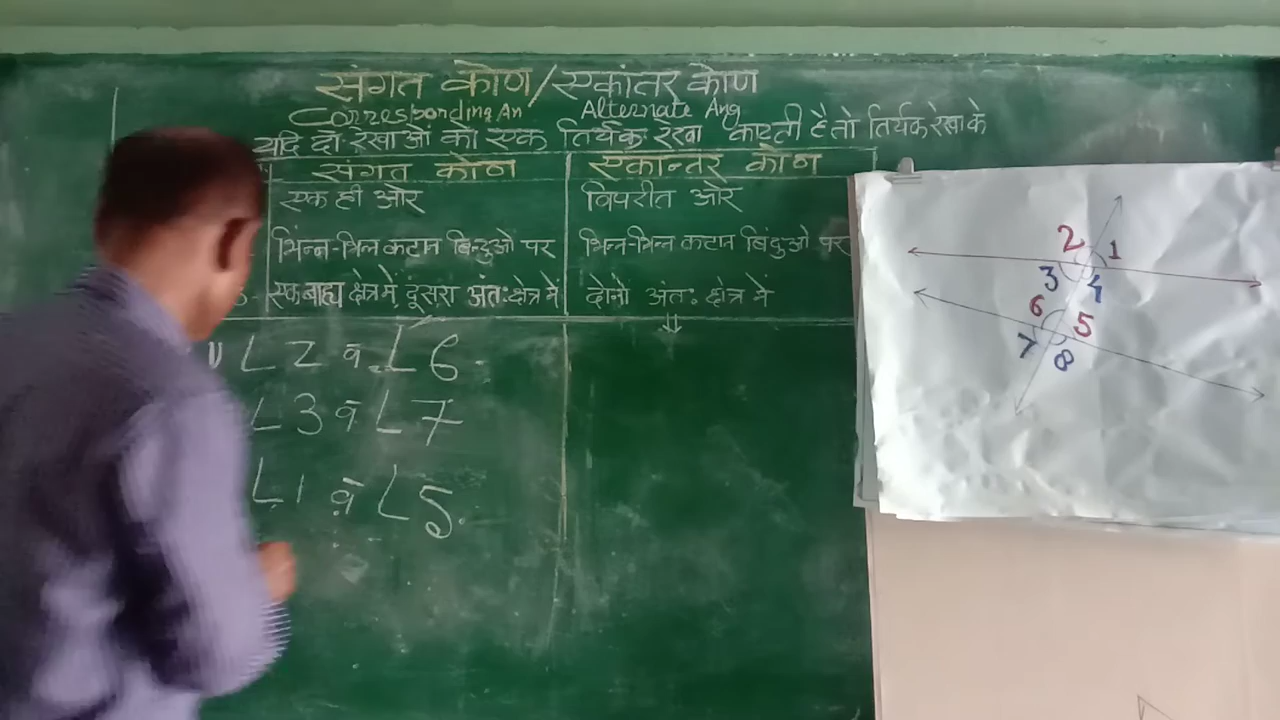 संगत कोण/एकांतर कोण
Corresponding An Alternate Ang
यदि दो रेखाओं को एक तिर्यक रेखा काटती है तो तिर्यक रेखा के
संगत कोण एकान्तर कोण
एक ही ओर विपरीत ओर
भिन्न-भिन्न कटान बिन्दुओं पर भिन्न-भिन्न कटान बिंदुओं पर
एक बाह्य क्षेत्र में दूसरा अंतः क्षेत्र में दोनों अंतः क्षेत्र में
∠2 व ∠6
∠3 व ∠7
∠1 व ∠5
2 1
3 4
6 5
7 8